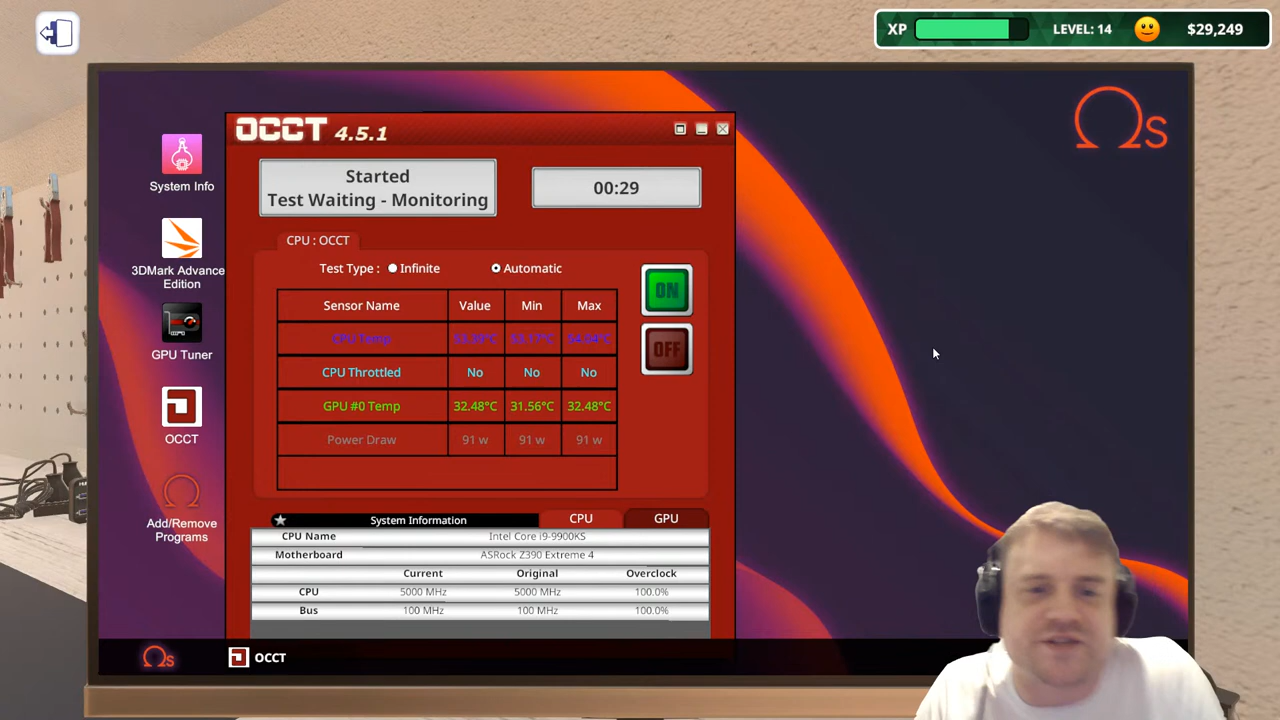 XP LEVEL: 14 $29,249
OCCT 4.5.1
Started
Test Waiting - Monitoring
00:29
CPU : OCCT
Test Type : Infinite Automatic
ON
OFF
Sensor Name Value Min Max
CPU Temp
CPU Throttled No No No
GPU #0 Temp 32.48°C 31.56°C 32.48°C
Power Draw 91 w 91 w 91 w
System Information CPU GPU
CPU Name Intel Core i9-9900KS
Motherboard ASRock Z390 Extreme 4
Current Original Overclock
CPU 5000 MHz 5000 MHz 100.0%
Bus 100 MHz 100 MHz 100.0%
System Info
3DMark Advance
Edition
GPU Tuner
OCCT
Add/Remove
Programs
Ωs
Ωs OCCT